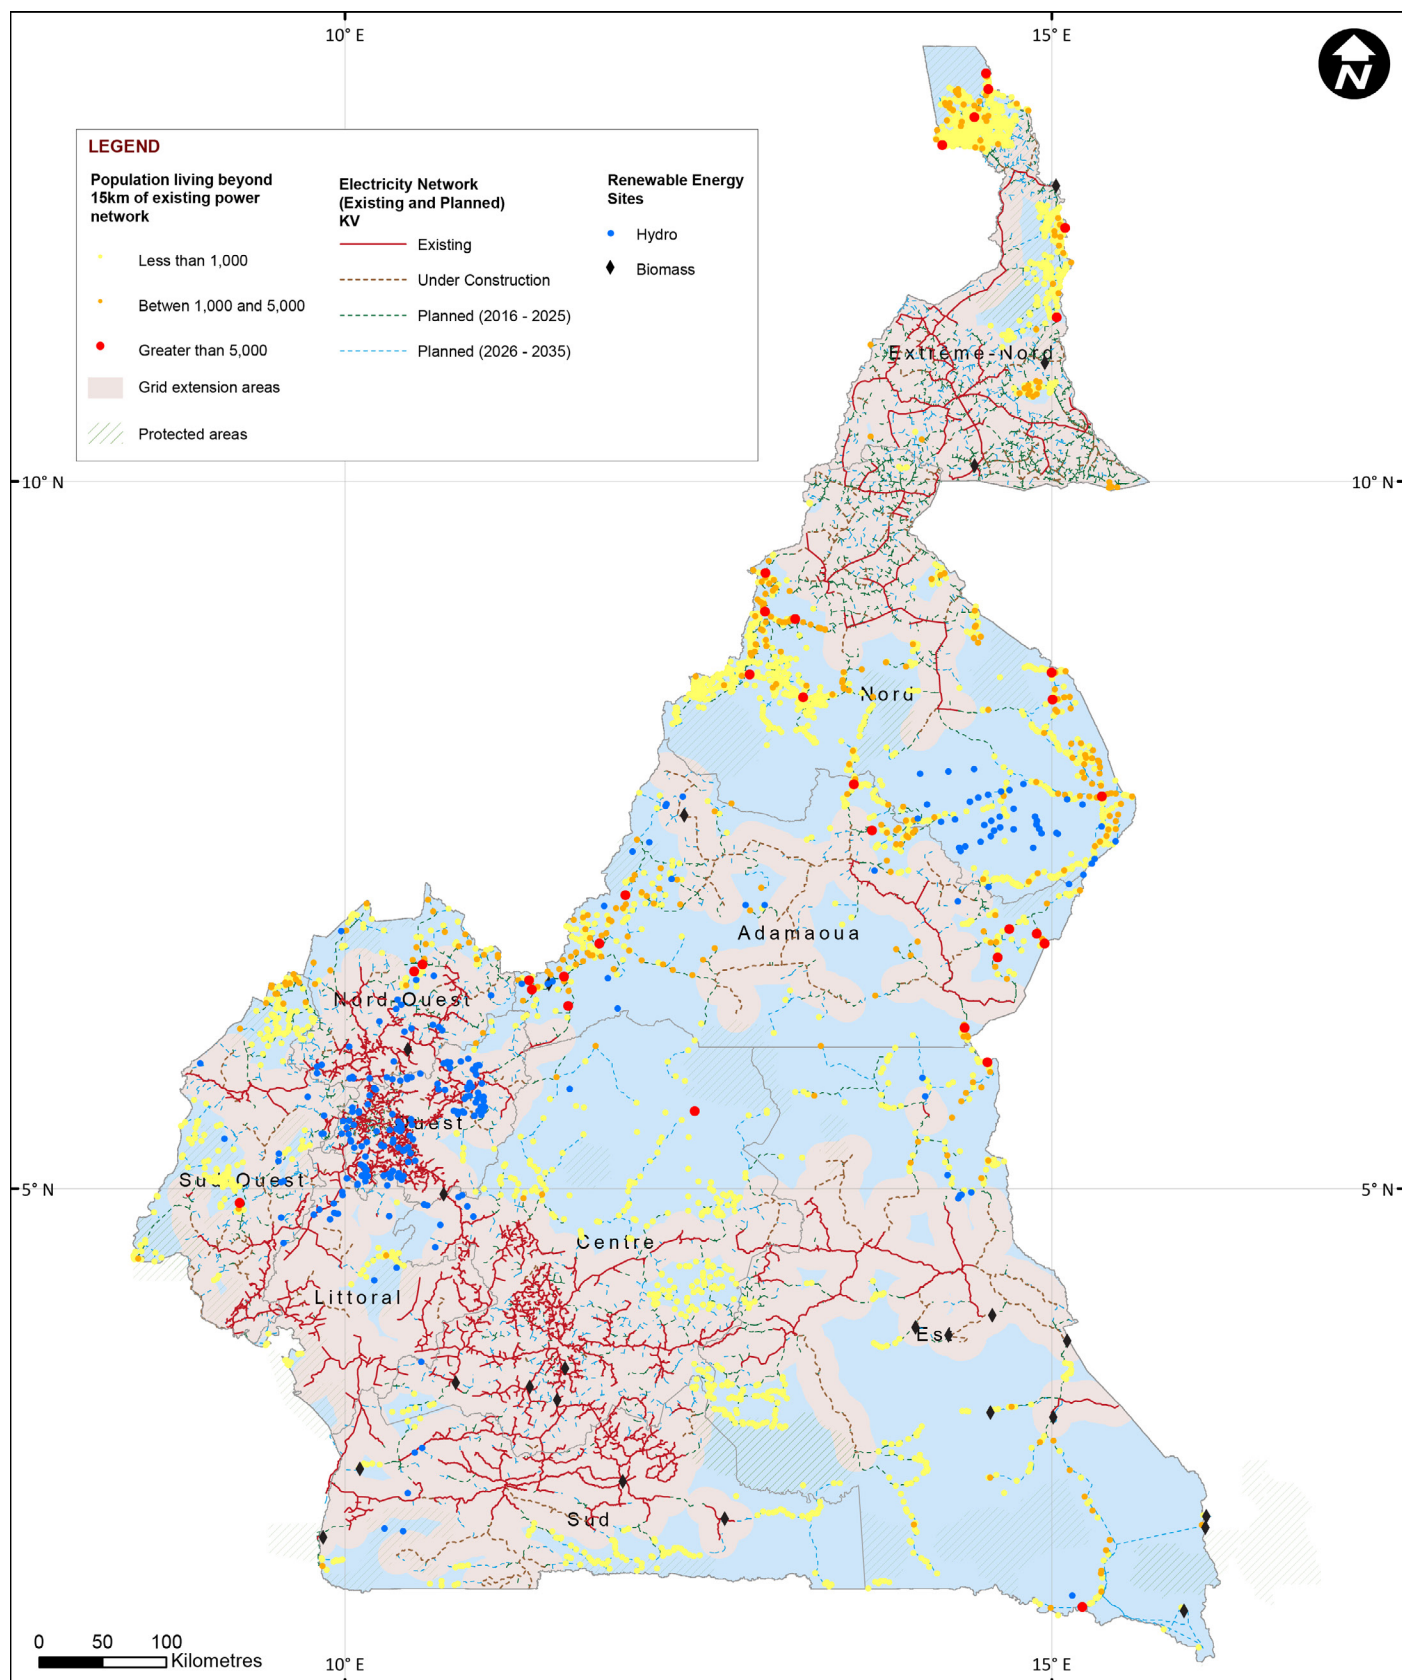 10° E
15° E
N
LEGEND
Population living beyond
15km of existing power
network
Less than 1,000
Betwen 1,000 and 5,000
Greater than 5,000
Grid extension areas
Protected areas
Electricity Network
(Existing and Planned)
KV
Existing
Under Construction
Planned (2016 - 2025)
Planned (2026 - 2035)
Renewable Energy
Sites
Hydro
Biomass
Extrême-Nord
10° N
10° N
Nord
Adamaoua
Nord-Ouest
Ouest
Sud-Ouest
5° N
5° N
Centre
Littoral
Est
Sud
0 50 100
Kilometres
10° E
15° E